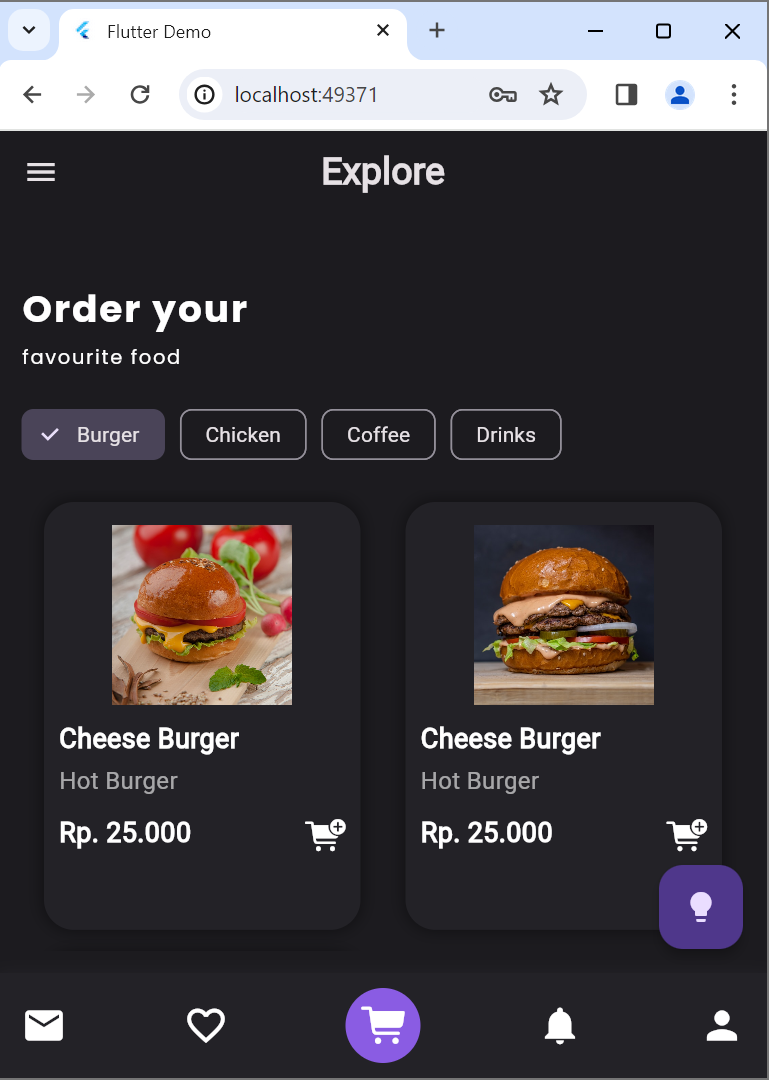 Flutter Demo
localhost:49371
Explore
Order your
favourite food
Burger Chicken Coffee Drinks
Cheese Burger Cheese Burger
Hot Burger Hot Burger
Rp. 25.000 Rp. 25.000